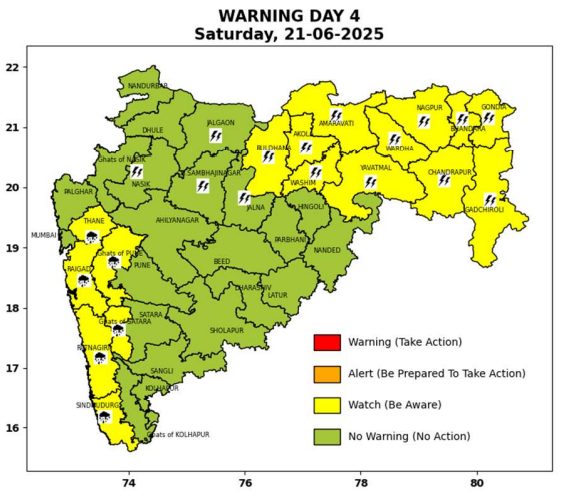 WARNING DAY 4
Saturday, 21-06-2025
22
21
20
19
18
17
16
74
76
78
80
NANDURBAR
DHULE
JALGAON
AMARAVATI
NAGPUR
GONDIA
BHANDARA
AKOL
BULDHANA
WARDHA
Ghats of NASIK
NASIK
SAMBHAJINAGAR
WASHIM
YAVATMAL
CHANDRAPUR
GADCHIROLI
PALGHAR
JALNA
HINGOLI
THANE
AHILYANAGAR
MUMBAI
PARBHANI
NANDED
Ghats of PUNE
PUNE
RAIGAD
BEED
DHARASHIV
LATUR
SATARA
Ghats of SATARA
SHOLAPUR
RATNAGIRI
SANGLI
KOLHAPUR
SINDHUDURG
Ghats of KOLHAPUR
Warning (Take Action)
Alert (Be Prepared To Take Action)
Watch (Be Aware)
No Warning (No Action)